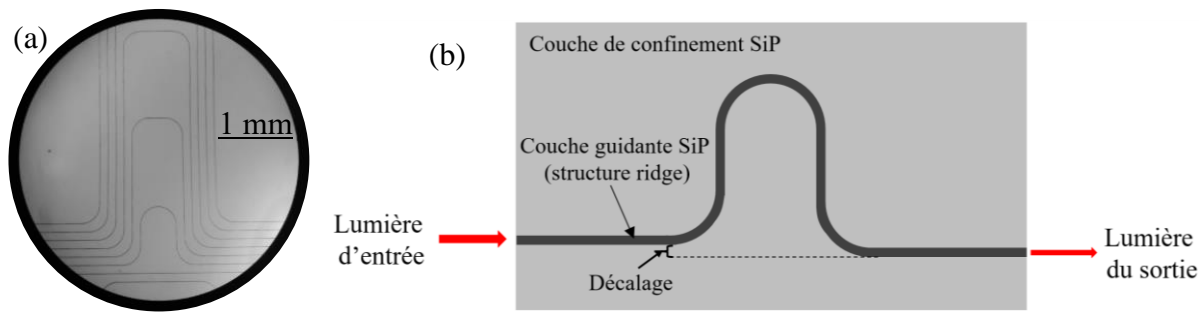 (a)
1 mm
(b)
Couche de confinement SiP
Couche guidante SiP
(structure ridge)
Lumière
d’entrée
Décalage
Lumière
du sortie